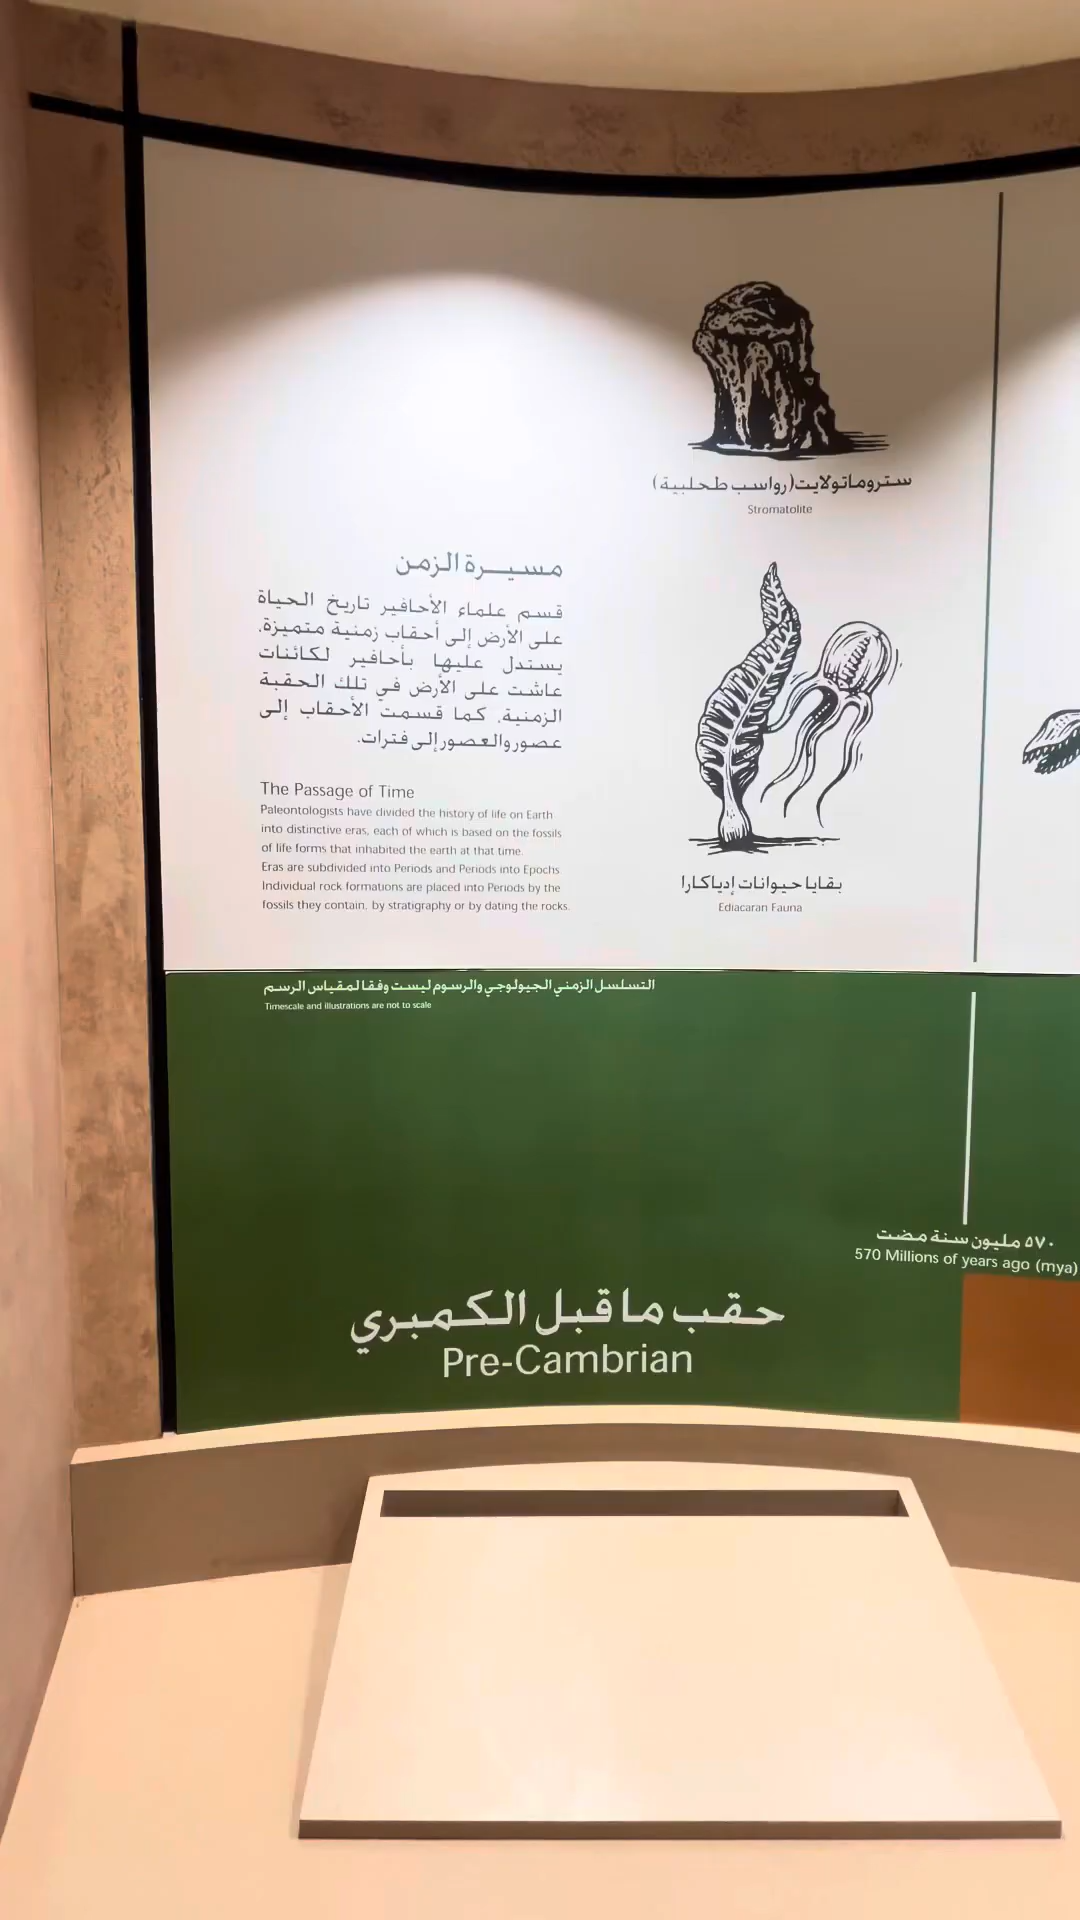 ستروماتولايت(رواسب طحلبية)
Stromatolite
مسيرة الزمن
قسم علماء الأحافير تاريخ الحياة
على الأرض إلى أحقاب زمنية متميزة.
يستدل عليها بأحافير لكائنات
عاشت على الأرض في تلك الحقبة
الزمنية. كما قسمت الأحقاب إلى
عصور والعصور إلى فترات.
The Passage of Time
Paleontologists have divided the history of life on Earth
into distinctive eras, each of which is based on the fossils
of life forms that inhabited the earth at that time.
Eras are subdivided into Periods and Periods into Epochs
Individual rock formations are placed into Periods by the
fossils they contain, by stratigraphy or by dating the rocks.
بقايا حيوانات إدياكارا
Ediacaran Fauna
التسلسل الزمني الجيولوجي والرسوم ليست وفقا لمقياس الرسم
Timescale and illustrations are not to scale
٥٧٠ مليون سنة مضت
570 Millions of years ago (mya)
حقب ما قبل الكمبري
Pre-Cambrian